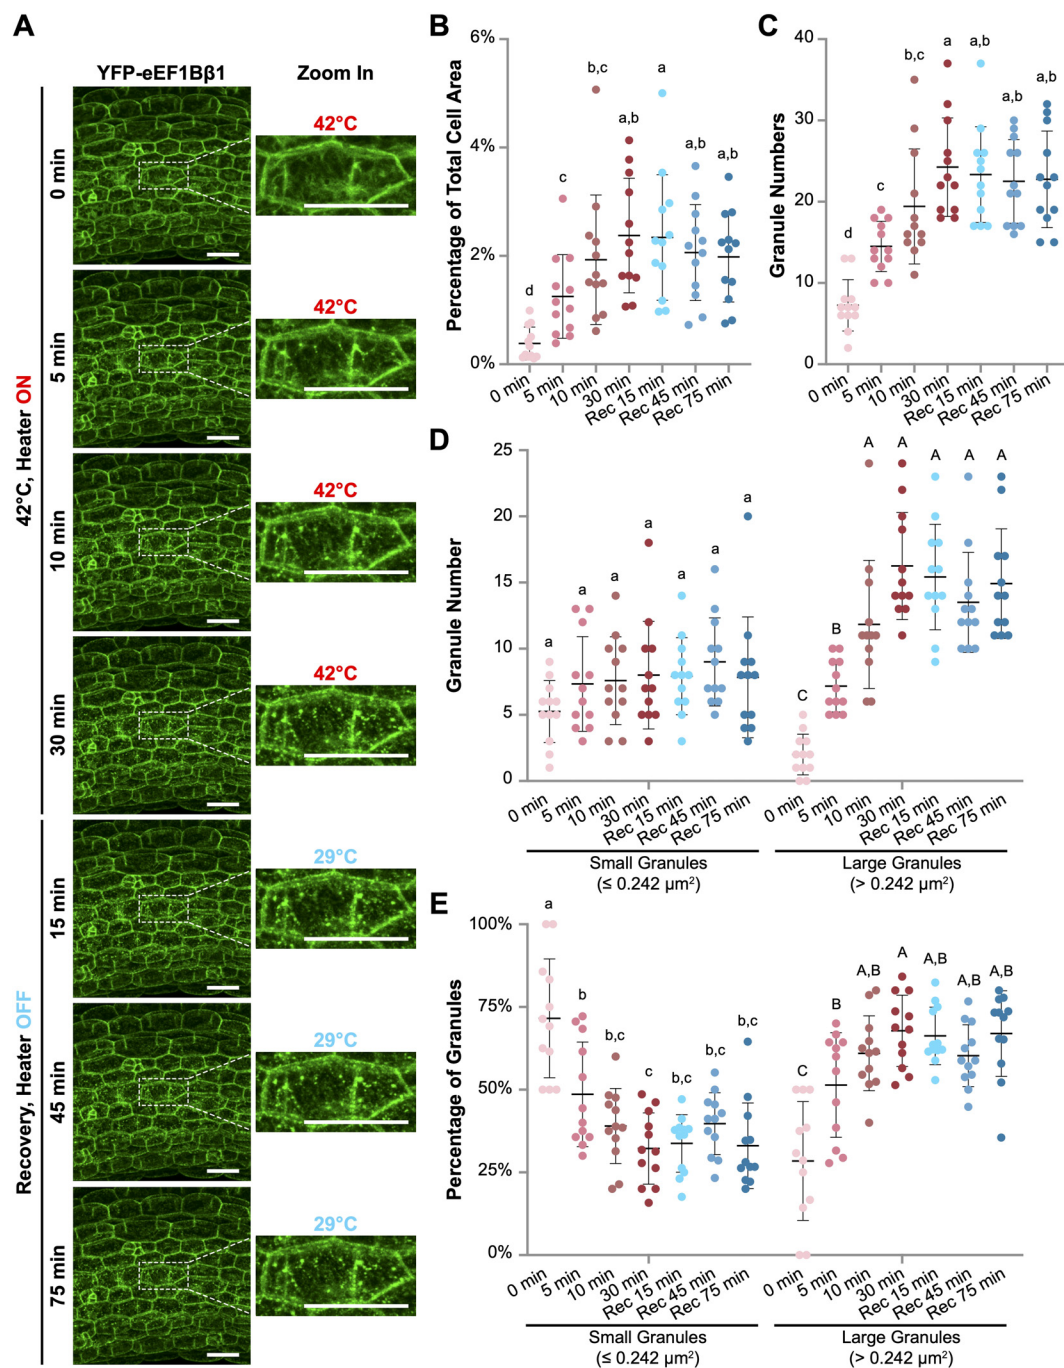 A
YFP-eEF1Bβ1
Zoom In
42°C, Heater ON
0 min
42°C
5 min
42°C
10 min
42°C
30 min
42°C
Recovery, Heater OFF
15 min
29°C
45 min
29°C
75 min
29°C
B
Percentage of Total Cell Area
6%
4%
2%
0%
d
c
b,c
a,b
a
a,b
a,b
0 min
5 min
10 min
30 min
Rec 15 min
Rec 45 min
Rec 75 min
C
Granule Numbers
40
30
20
10
0
d
c
b,c
a
a,b
a,b
a,b
0 min
5 min
10 min
30 min
Rec 15 min
Rec 45 min
Rec 75 min
D
Granule Number
25
20
15
10
5
0
a
a
a
a
a
a
a
C
B
A
A
A
A
A
0 min
5 min
10 min
30 min
Rec 15 min
Rec 45 min
Rec 75 min
0 min
5 min
10 min
30 min
Rec 15 min
Rec 45 min
Rec 75 min
Small Granules
(≤ 0.242 µm²)
Large Granules
(> 0.242 µm²)
E
Percentage of Granules
100%
75%
50%
25%
0%
a
b
b,c
c
b,c
b,c
b,c
C
B
A,B
A
A,B
A,B
A,B
0 min
5 min
10 min
30 min
Rec 15 min
Rec 45 min
Rec 75 min
0 min
5 min
10 min
30 min
Rec 15 min
Rec 45 min
Rec 75 min
Small Granules
(≤ 0.242 µm²)
Large Granules
(> 0.242 µm²)